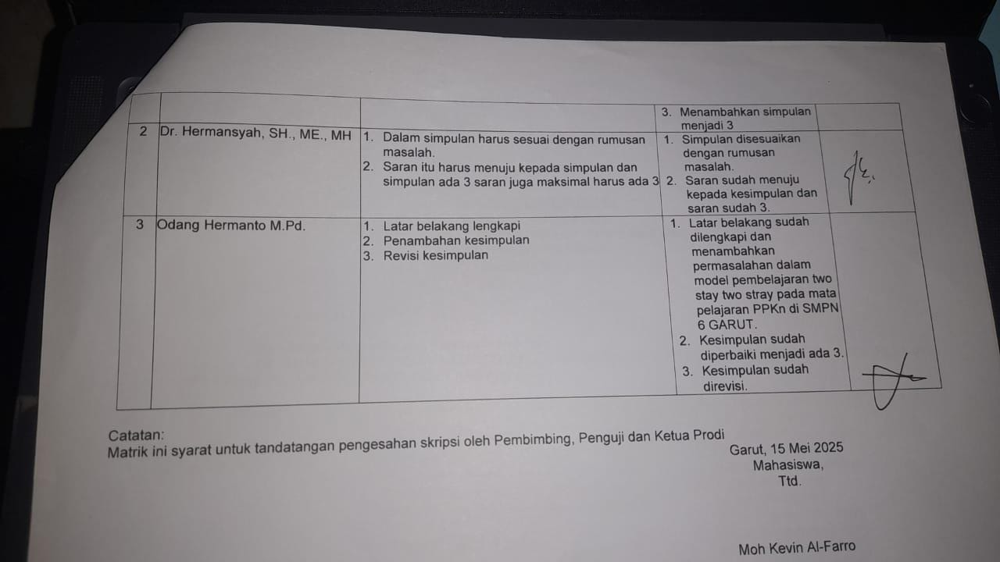 3. Menambahkan simpulan
menjadi 3
2 Dr. Hermansyah, SH., ME., MH
1. Dalam simpulan harus sesuai dengan rumusan
masalah.
2. Saran itu harus menuju kepada simpulan dan
simpulan ada 3 saran juga maksimal harus ada 3
1. Simpulan disesuaikan
dengan rumusan
masalah.
2. Saran sudah menuju
kepada kesimpulan dan
saran sudah 3.
3 Odang Hermanto M.Pd.
1. Latar belakang lengkapi
2. Penambahan kesimpulan
3. Revisi kesimpulan
1. Latar belakang sudah
dilengkapi dan
menambahkan
permasalahan dalam
model pembelajaran two
stay two stray pada mata
pelajaran PPKn di SMPN
6 GARUT.
2. Kesimpulan sudah
diperbaiki menjadi ada 3.
3. Kesimpulan sudah
direvisi.
Catatan:
Matrik ini syarat untuk tandatangan pengesahan skripsi oleh Pembimbing, Penguji dan Ketua Prodi
Garut, 15 Mei 2025
Mahasiswa,
Ttd.
Moh Kevin Al-Farro